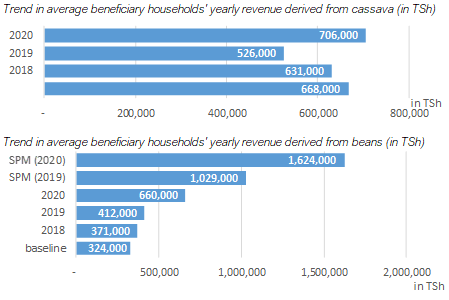 Trend in average beneficiary households' yearly revenue derived from cassava (in TSh)
2020 706,000
2019 526,000
2018 631,000
668,000
in TSh
- 200,000 400,000 600,000 800,000
Trend in average beneficiary households' yearly revenue derived from beans (in TSh)
SPM (2020) 1,624,000
SPM (2019) 1,029,000
2020 660,000
2019 412,000
2018 371,000
baseline 324,000
- 500,000 1,000,000 1,500,000 2,000,000
in TSh